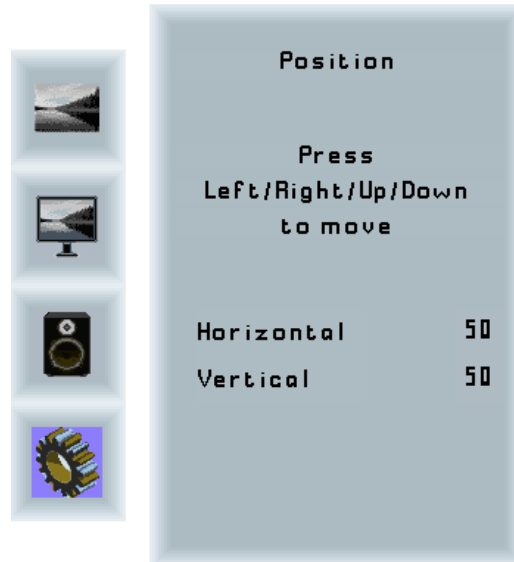 Position
Press
Left/Right/Up/Down
to move
Horizontal 50
Vertical 50